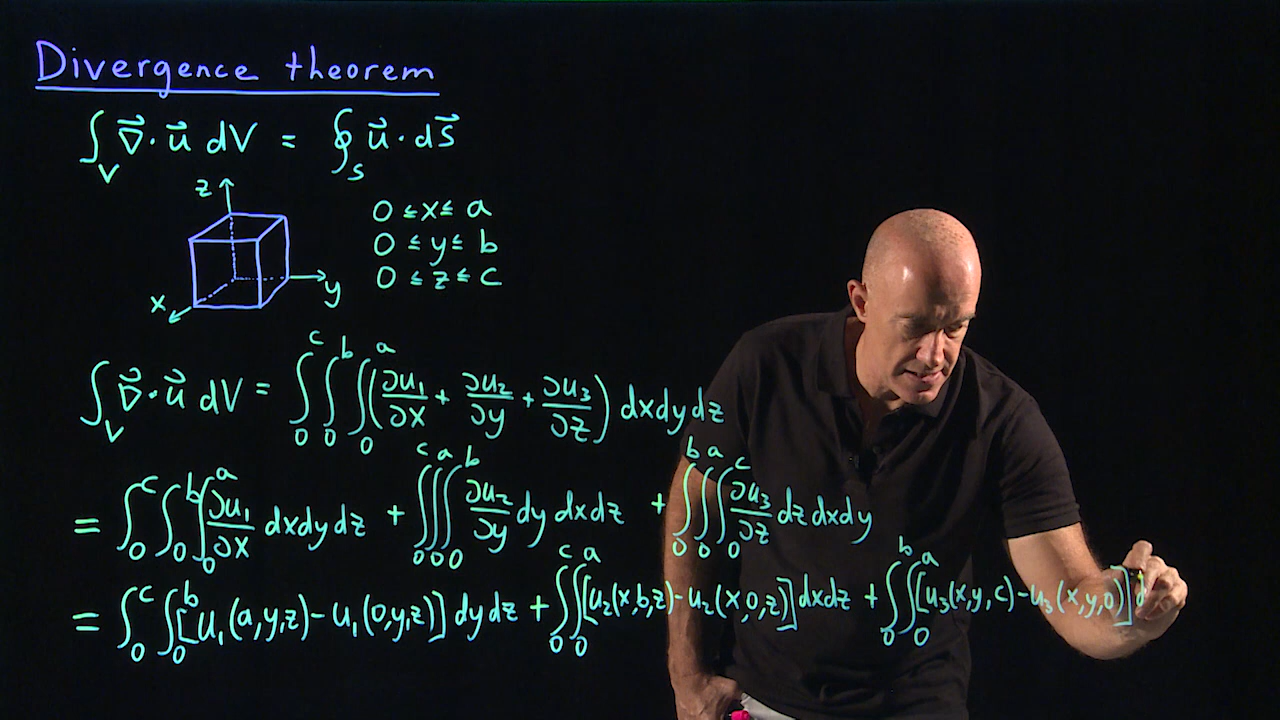 Divergence theorem
∫_V ∇⃗·u⃗ dV = ∮_S u⃗·dS⃗
z
0 ≤ x ≤ a
0 ≤ y ≤ b
0 ≤ z ≤ c
x y
∫_V ∇⃗·u⃗ dV = ∫_0^c ∫_0^b ∫_0^a (∂u₁/∂x + ∂u₂/∂y + ∂u₃/∂z) dxdydz
= ∫_0^c ∫_0^b ∫_0^a ∂u₁/∂x dxdydz + ∫_0^c ∫_0^a ∫_0^b ∂u₂/∂y dy dxdz + ∫_0^b ∫_0^a ∫_0^c ∂u₃/∂z dz dxdy
= ∫_0^c ∫_0^b [u₁(a,y,z) - u₁(0,y,z)] dydz + ∫_0^c ∫_0^a [u₂(x,b,z) - u₂(x,0,z)] dxdz + ∫_0^b ∫_0^a [u₃(x,y,c) - u₃(x,y,0)] d